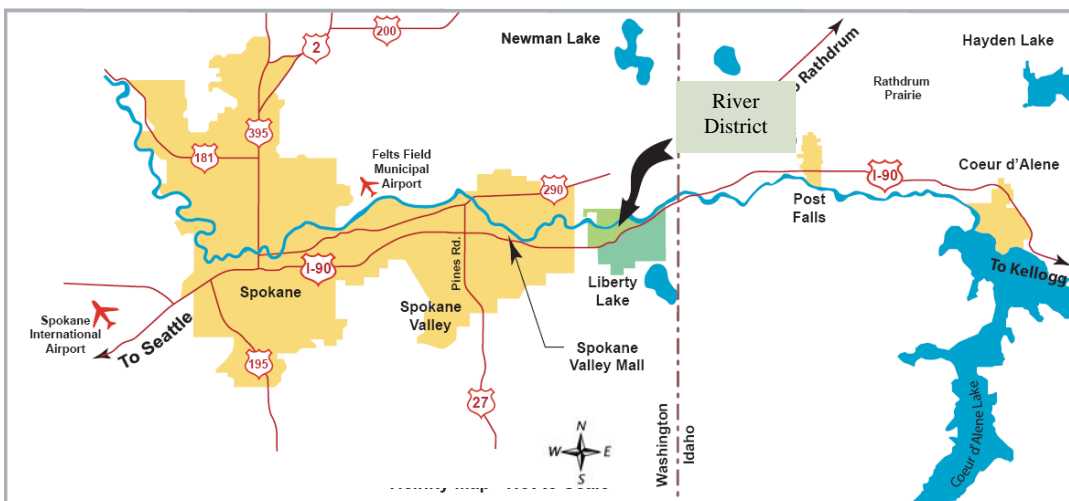 2
200
Newman Lake
Hayden Lake
To Rathdrum
Rathdrum
Prairie
River
District
395
181
Felts Field
Municipal
Airport
290
I-90
Coeur d'Alene
Post
Falls
Pines Rd.
I-90
Spokane
Liberty
Lake
To Kellogg
Spokane
Valley
Spokane
International
Airport
To Seattle
195
Spokane
Valley Mall
27
Washington
Idaho
Coeur d'Alene Lake
N
W E
S